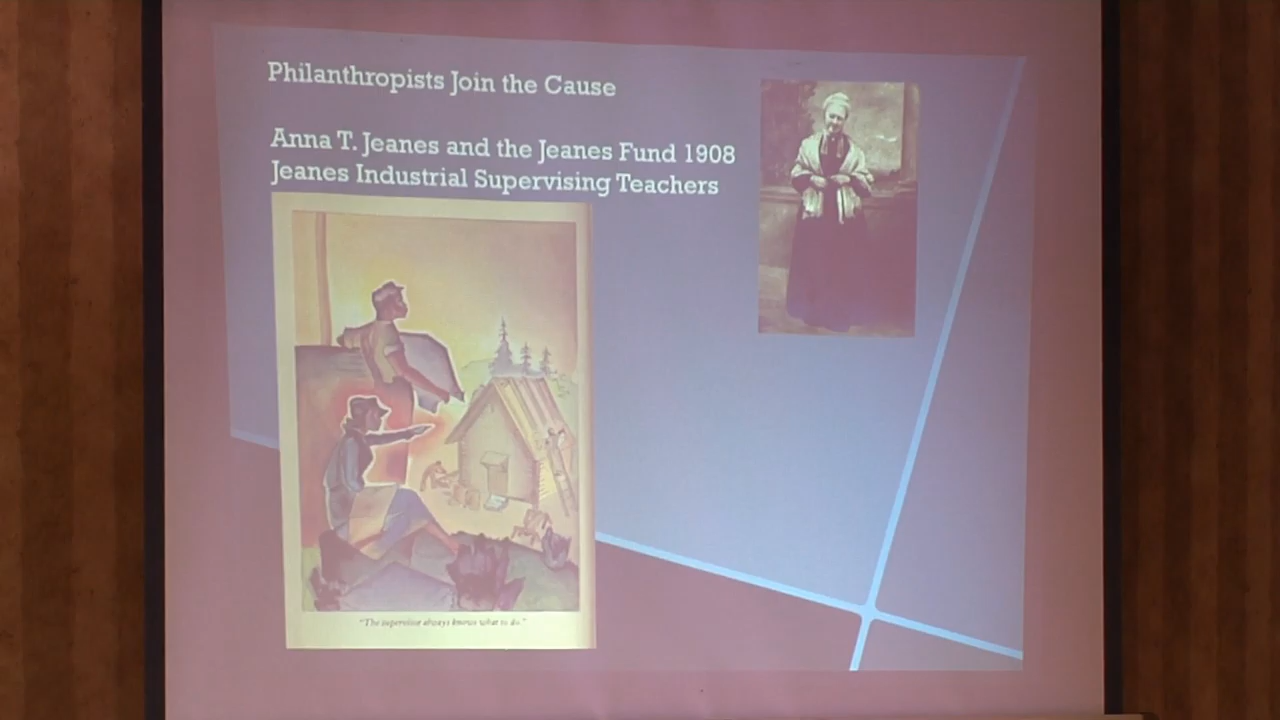 Philanthropists Join the Cause
Anna T. Jeanes and the Jeanes Fund 1908
Jeanes Industrial Supervising Teachers
"The supervisor always knows what to do."